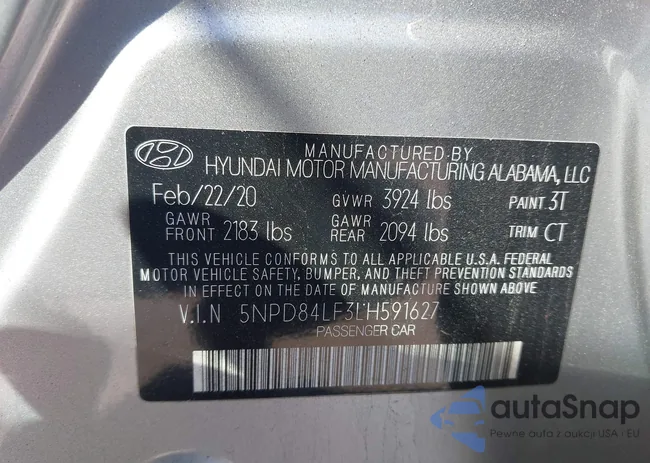 MANUFACTURED BY
HYUNDAI MOTOR MANUFACTURING ALABAMA, LLC
Feb/22/20 GVWR 3924 lbs PAINT 3T
GAWR FRONT 2183 lbs GAWR REAR 2094 lbs TRIM CT
THIS VEHICLE CONFORMS TO ALL APPLICABLE U.S.A. FEDERAL
MOTOR VEHICLE SAFETY, BUMPER, AND THEFT PREVENTION STANDARDS
IN EFFECT ON THE DATE OF MANUFACTURE SHOWN ABOVE.
V.I.N 5NPD84LF3LH591627
PASSENGER CAR
autaSnap
Pewne auta z aukcji USA i EU